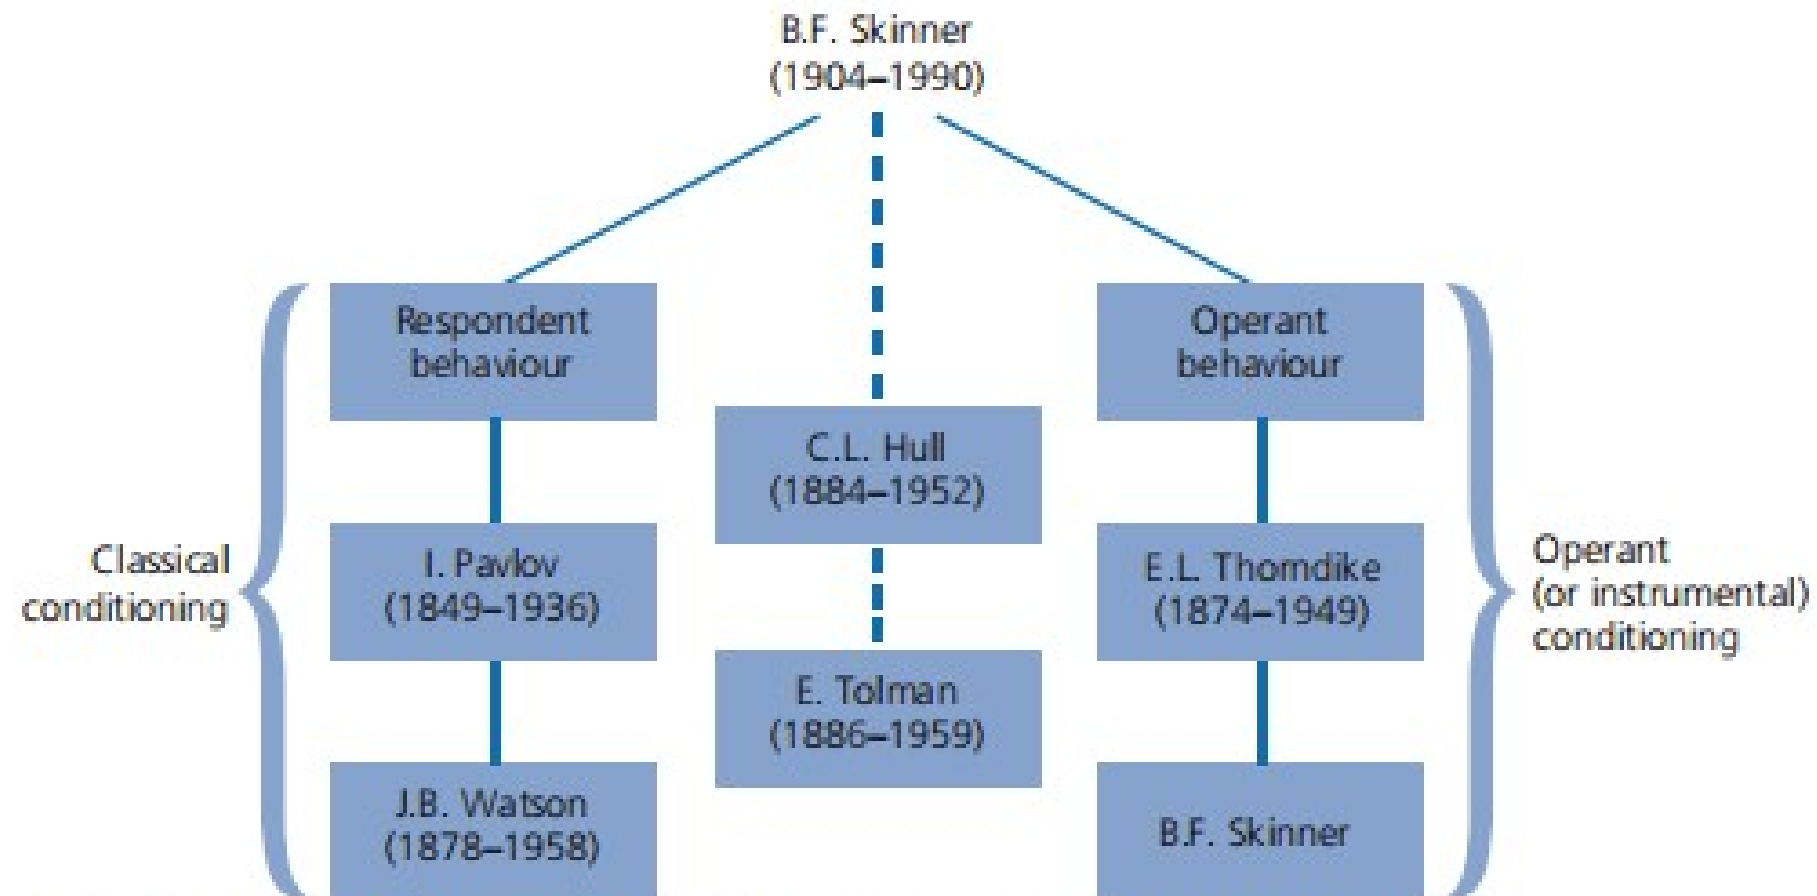 B.F. Skinner
(1904–1990)
Respondent
behaviour
Operant
behaviour
C.L. Hull
(1884–1952)
Classical
conditioning
I. Pavlov
(1849–1936)
E.L. Thorndike
(1874–1949)
Operant
(or instrumental)
conditioning
E. Tolman
(1886–1959)
J.B. Watson
(1878–1958)
B.F. Skinner